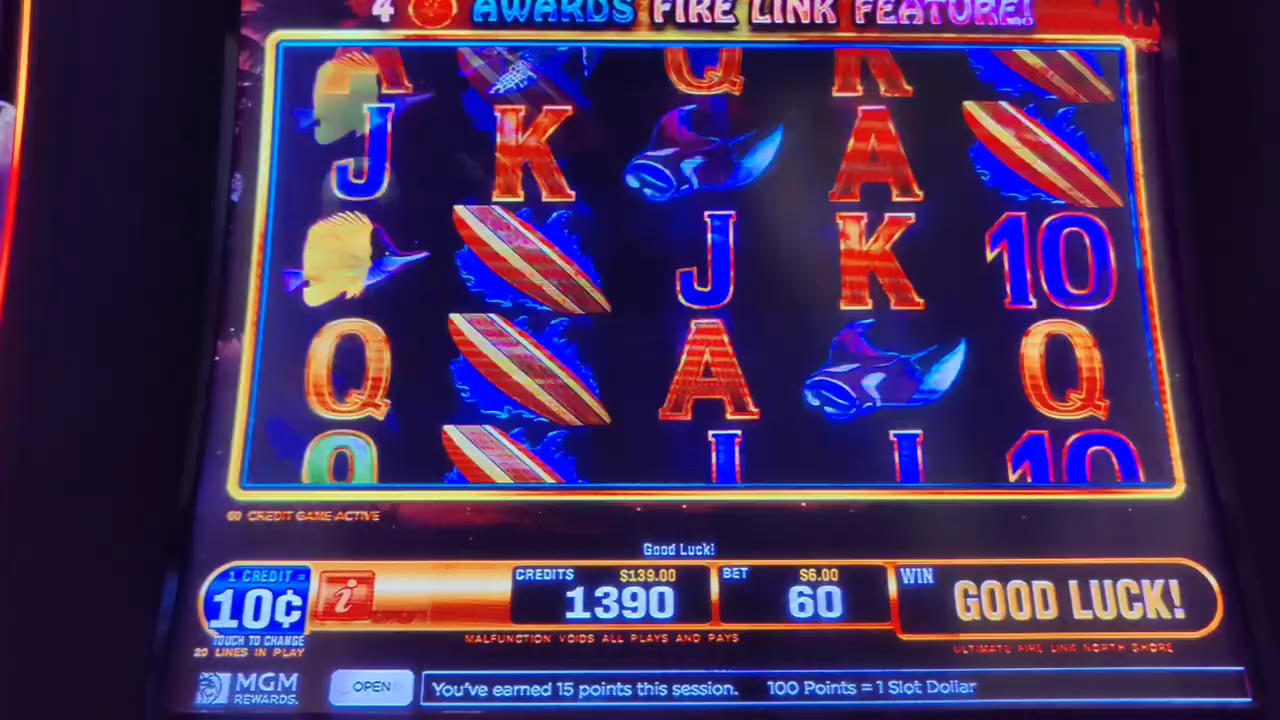 4 AWARDS FIRE LINK FEATURE!
Q K
J K A
J K 10
Q A Q
10
60 CREDIT GAME ACTIVE
Good Luck!
1 CREDIT =
10¢
TOUCH TO CHANGE
20 LINES IN PLAY
i
CREDITS $139.00
1390
BET $6.00
60
WIN GOOD LUCK!
MALFUNCTION VOIDS ALL PLAYS AND PAYS
ULTIMATE FIRE LINK NORTH SHORE
MGM
REWARDS.
OPEN
You've earned 15 points this session. 100 Points = 1 Slot Dollar